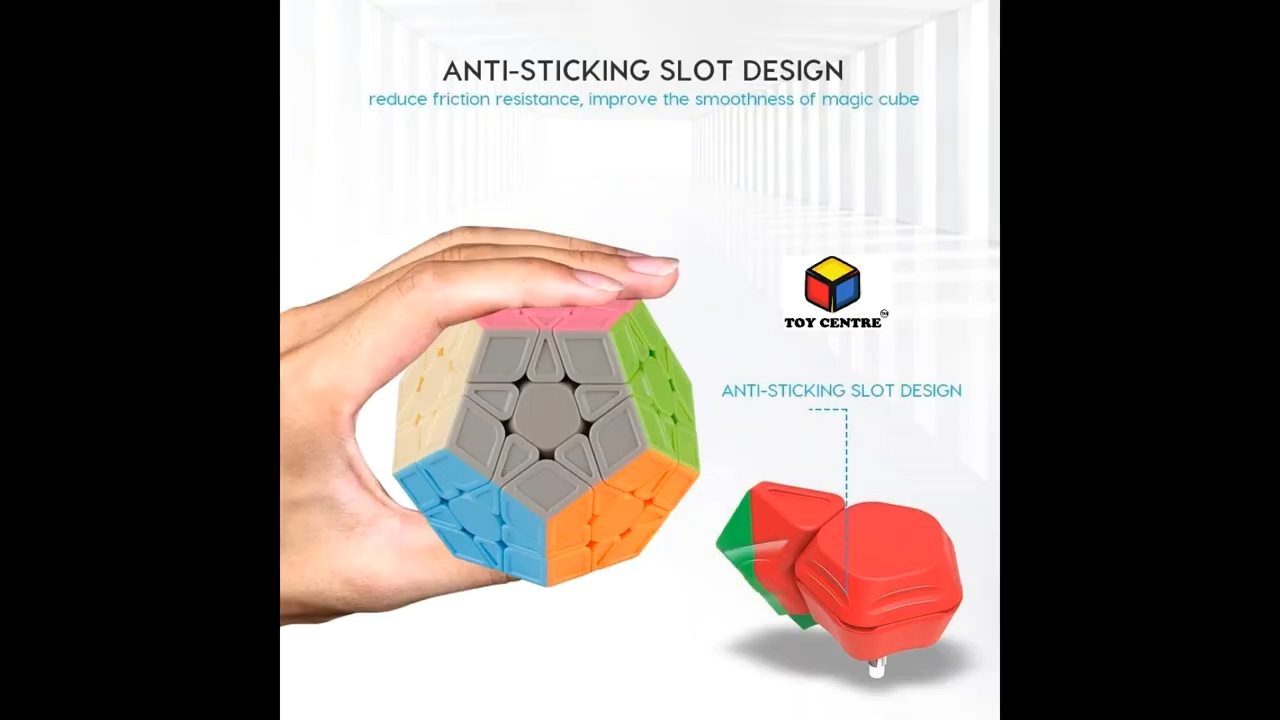 ANTI-STICKING SLOT DESIGN
reduce friction resistance, improve the smoothness of magic cube
TOY CENTRE
ANTI-STICKING SLOT DESIGN